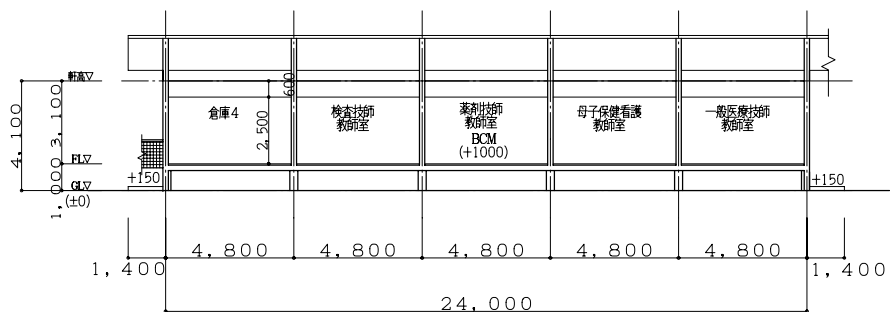 軒高▽
600
4,100
3,100
倉庫4
検査技師
教師室
薬剤技師
教師室
BCM
(+1000)
母子保健看護
教師室
一般医療技師
教師室
2,500
FL▽
1,000
+150
+150
GL▽
(±0)
4,800
4,800
4,800
4,800
4,800
1,400
1,400
24,000